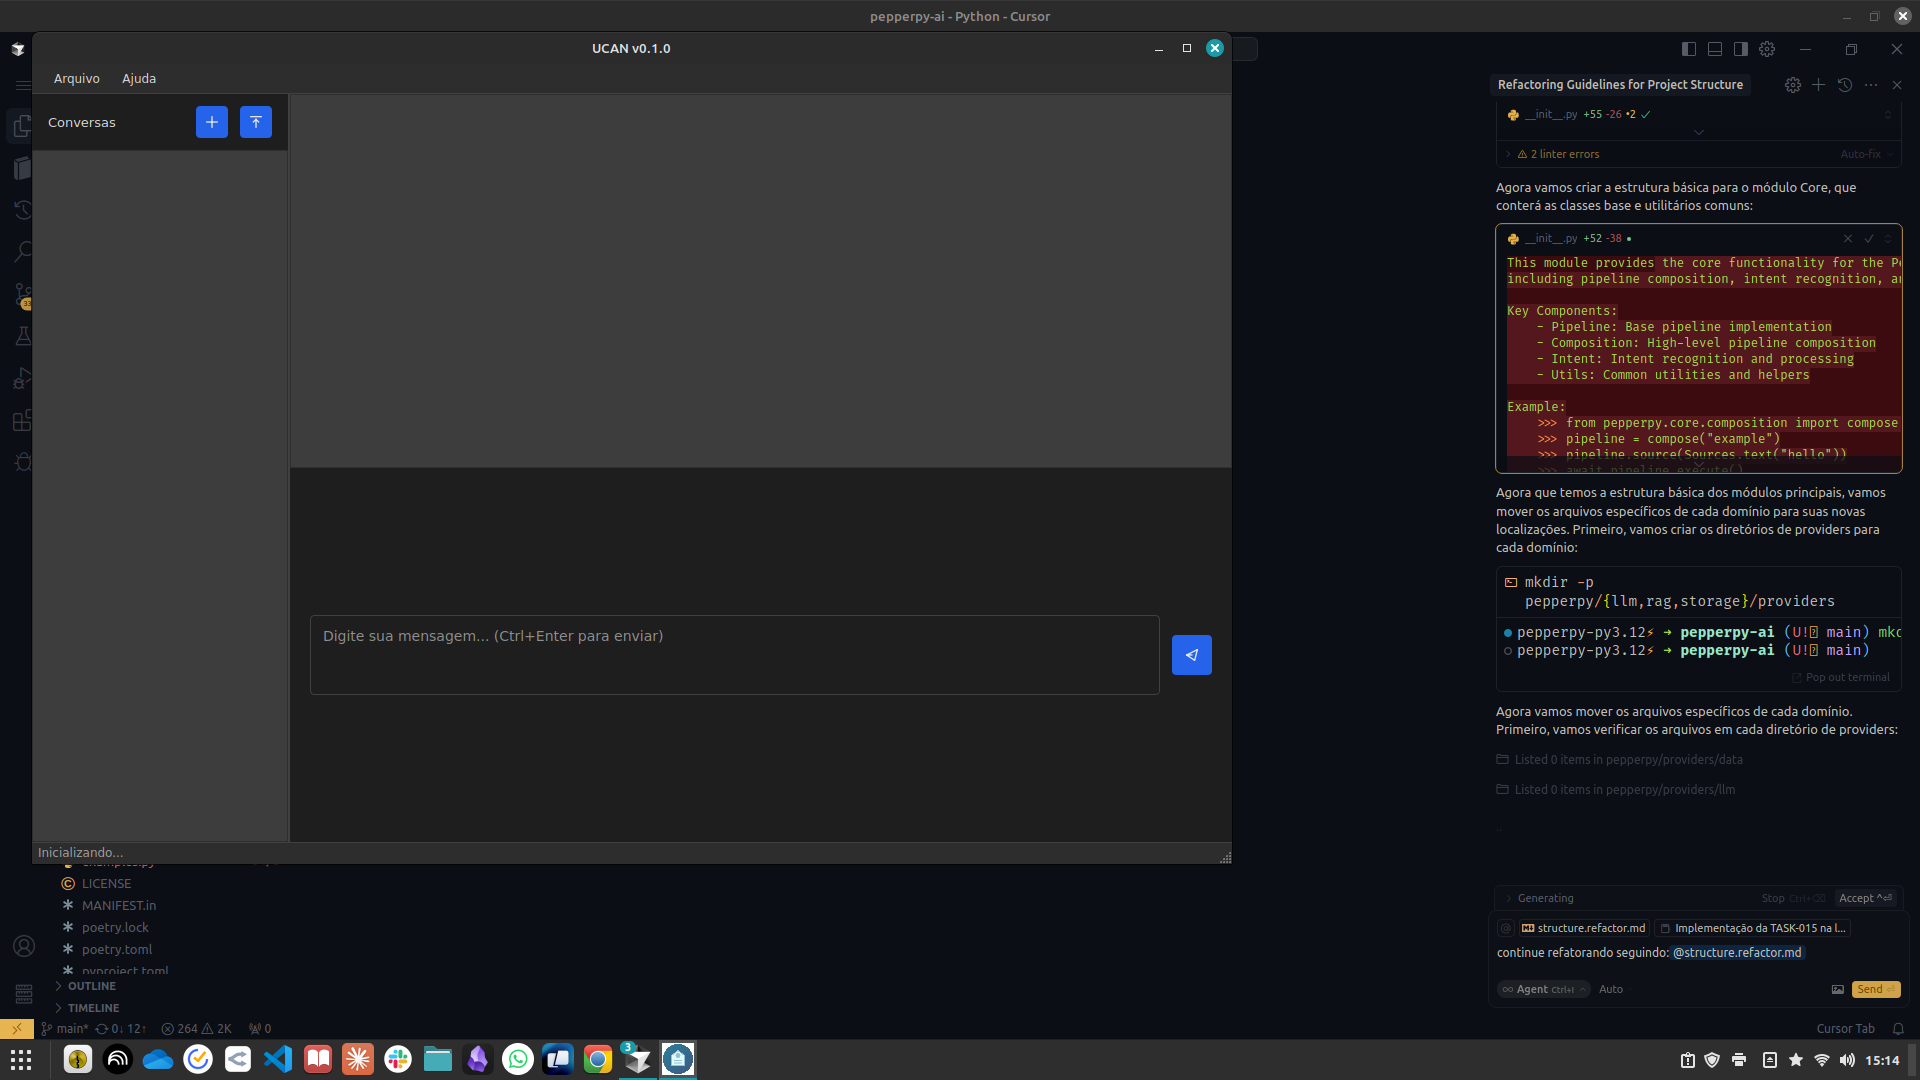 pepperpy-ai - Python - Cursor
UCAN v0.1.0
Arquivo Ajuda
Conversas
Digite sua mensagem... (Ctrl+Enter para enviar)
Inicializando...
LICENSE
MANIFEST.in
poetry.lock
poetry.toml
pyproject.toml
OUTLINE
TIMELINE
main* 0↓ 12↑ 264 2K 0
Refactoring Guidelines for Project Structure
__init__.py +55 -26 •2
2 linter errors Auto-fix
Agora vamos criar a estrutura básica para o módulo Core, que
conterá as classes base e utilitários comuns:
__init__.py +52 -38 •
This module provides the core functionality for the P
including pipeline composition, intent recognition, a
Key Components:
- Pipeline: Base pipeline implementation
- Composition: High-level pipeline composition
- Intent: Intent recognition and processing
- Utils: Common utilities and helpers
Example:
>>> from pepperpy.core.composition import compose
>>> pipeline = compose("example")
>>> pipeline.source(Sources.text("hello"))
>>> await pipeline.execute()
Agora que temos a estrutura básica dos módulos principais, vamos
mover os arquivos específicos de cada domínio para suas novas
localizações. Primeiro, vamos criar os diretórios de providers para
cada domínio:
mkdir -p
pepperpy/{llm,rag,storage}/providers
pepperpy-py3.12⚡ ➜ pepperpy-ai (U! main) mkd
pepperpy-py3.12⚡ ➜ pepperpy-ai (U! main)
Pop out terminal
Agora vamos mover os arquivos específicos de cada domínio.
Primeiro, vamos verificar os arquivos em cada diretório de providers:
Listed 0 items in pepperpy/providers/data
Listed 0 items in pepperpy/providers/llm
Generating Stop Ctrl+⌫ Accept ^⏎
structure.refactor.md Implementação da TASK-015 na l...
continue refatorando seguindo: @structure.refactor.md
Agent Ctrl+I Auto Send
Cursor Tab
3
15:14